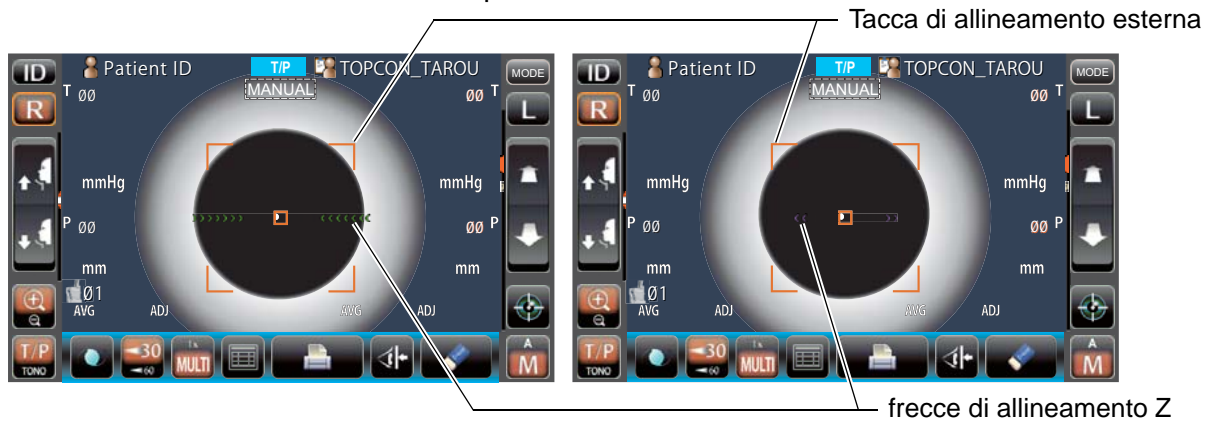 Tacca di allineamento esterna
ID Patient ID T/P TOPCON_TAROU MODE
MANUAL
R T 00 00 T L
mmHg mmHg
P 00 00 P
mm mm
01
AVG ADJ AVG ADJ
T/P TONO 30 60 1x MULTI A M
ID Patient ID T/P TOPCON_TAROU MODE
MANUAL
R T 00 00 T L
mmHg mmHg
P 00 00 P
mm mm
01
AVG ADJ AVG ADJ
T/P TONO 30 60 1x MULTI A M
frecce di allineamento Z